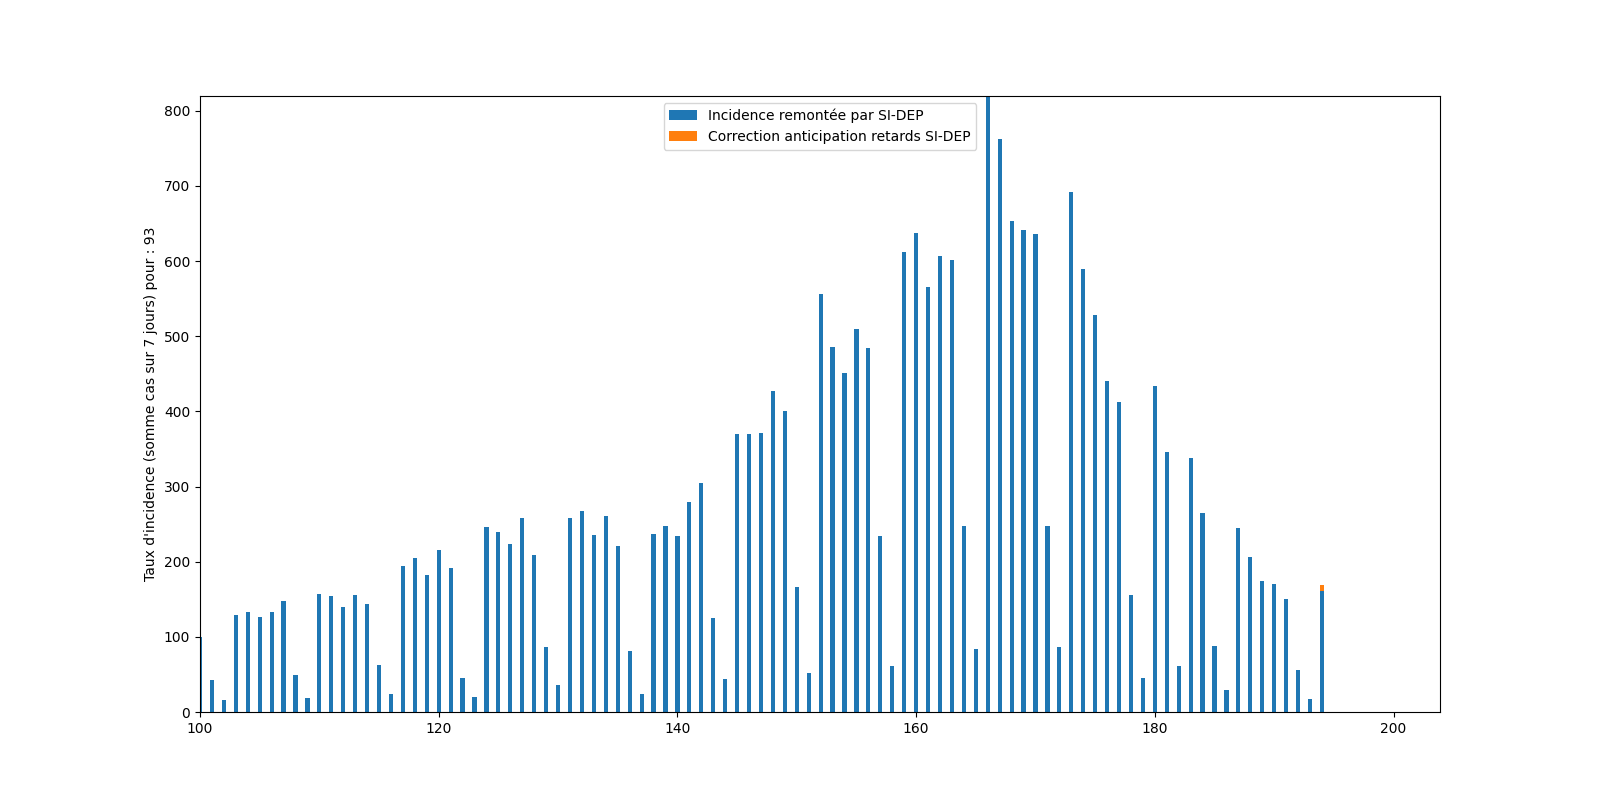 Incidence remontée par SI-DEP
Correction anticipation retards SI-DEP
Taux d'incidence (somme cas sur 7 jours) pour : 93
800
700
600
500
400
300
200
100
0
100 120 140 160 180 200